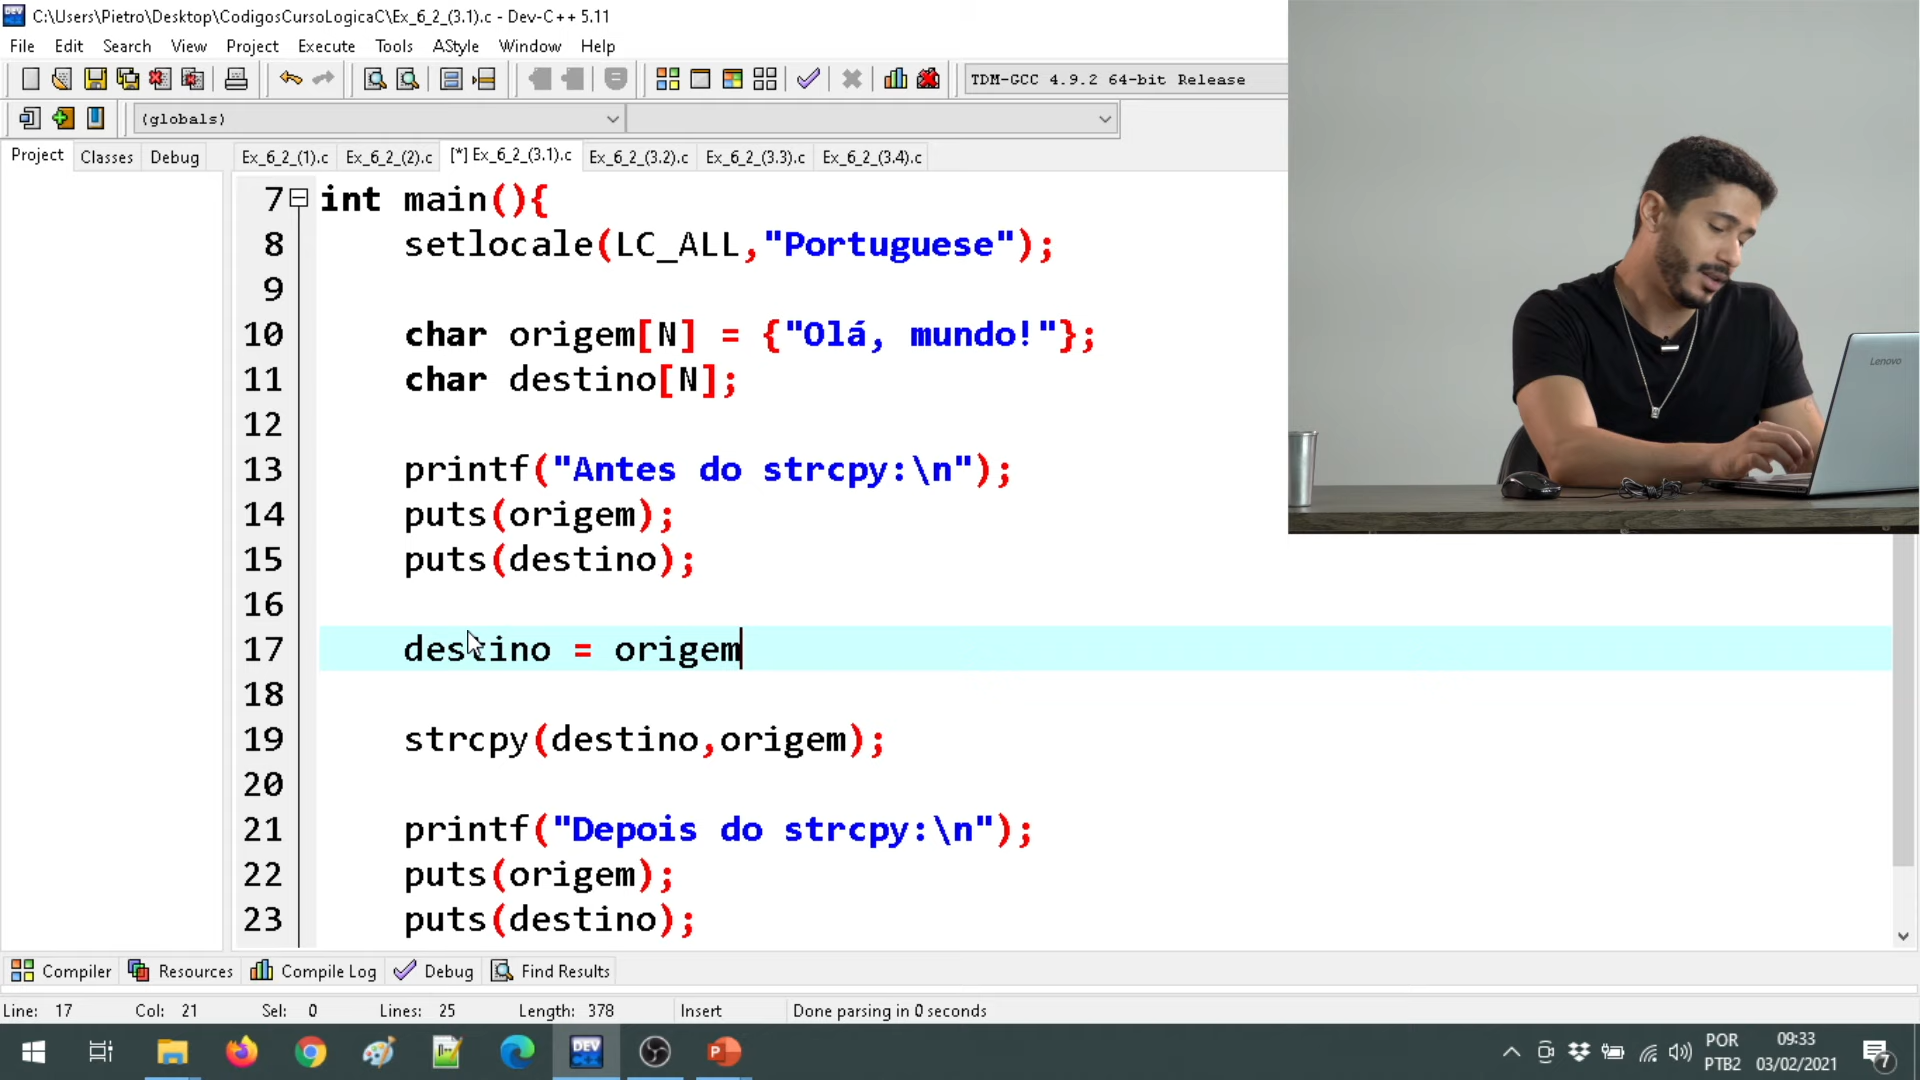 C:\Users\Pietro\Desktop\CodigosCursoLogicaC\Ex_6_2_(3.1).c - Dev-C++ 5.11
File Edit Search View Project Execute Tools AStyle Window Help
TDM-GCC 4.9.2 64-bit Release
(globals)
Project Classes Debug Ex_6_2_(1).c Ex_6_2_(2).c [*] Ex_6_2_(3.1).c Ex_6_2_(3.2).c Ex_6_2_(3.3).c Ex_6_2_(3.4).c
7 int main(){
8 setlocale(LC_ALL,"Portuguese");
9
10 char origem[N] = {"Olá, mundo!"};
11 char destino[N];
12
13 printf("Antes do strcpy:\n");
14 puts(origem);
15 puts(destino);
16
17 destino = origem
18
19 strcpy(destino,origem);
20
21 printf("Depois do strcpy:\n");
22 puts(origem);
23 puts(destino);
Lenovo
Compiler Resources Compile Log Debug Find Results
Line: 17 Col: 21 Sel: 0 Lines: 25 Length: 378 Insert Done parsing in 0 seconds
DEV
POR 09:33
PTB2 03/02/2021
7